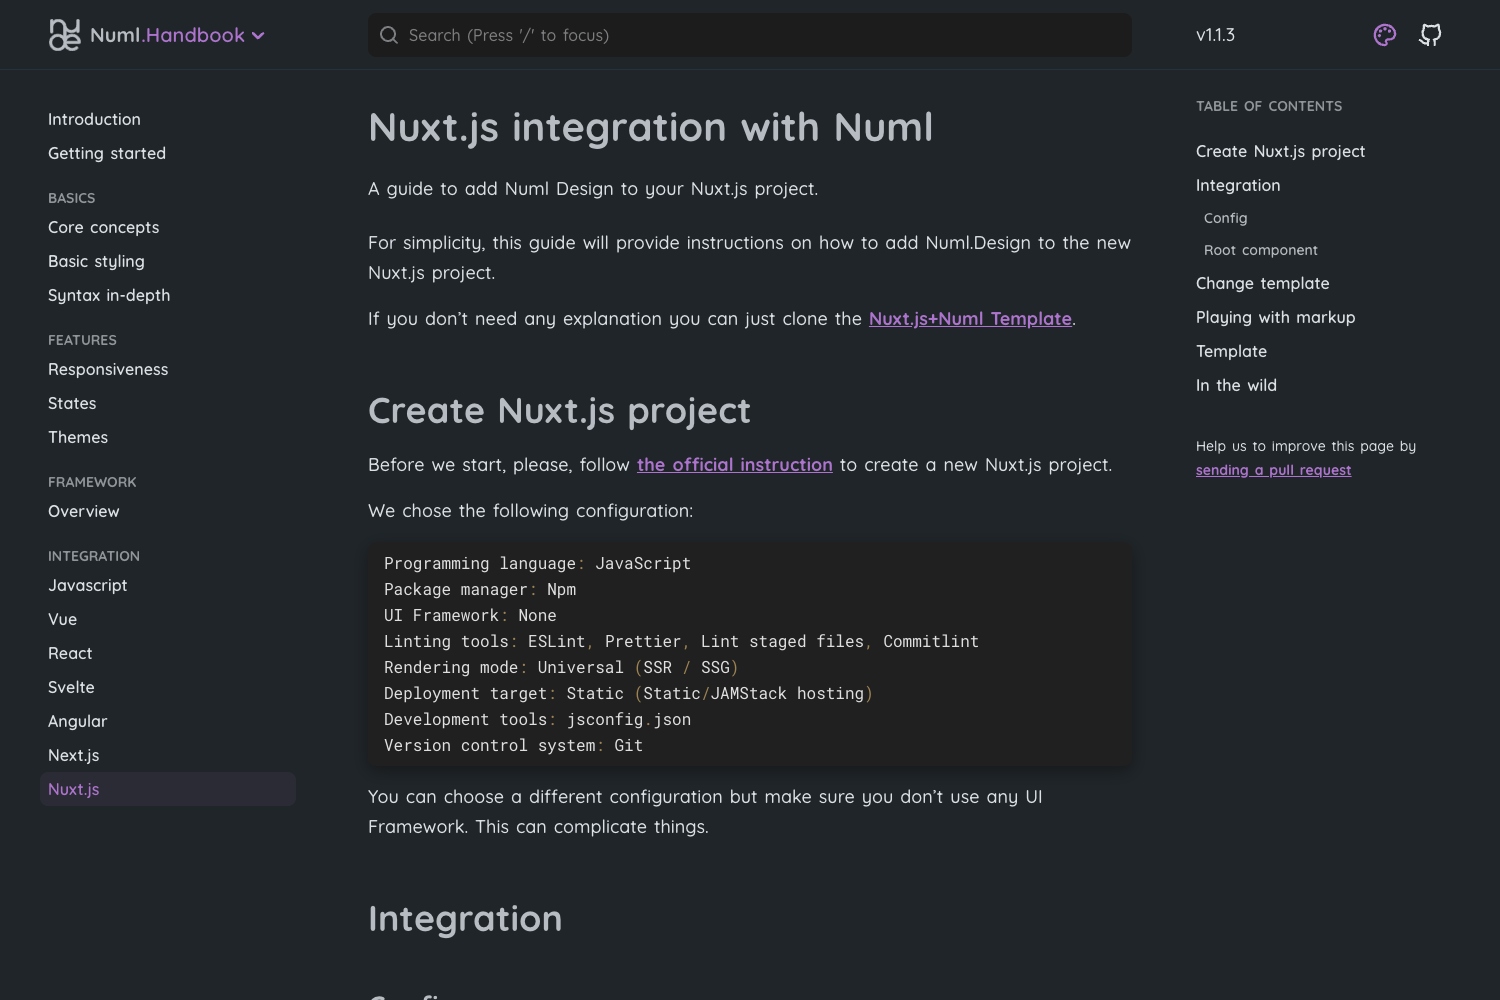 Numl.Handbook
Search (Press '/' to focus)
v1.1.3
Introduction
Getting started
BASICS
Core concepts
Basic styling
Syntax in-depth
FEATURES
Responsiveness
States
Themes
FRAMEWORK
Overview
INTEGRATION
Javascript
Vue
React
Svelte
Angular
Next.js
Nuxt.js
Nuxt.js integration with Numl
A guide to add Numl Design to your Nuxt.js project.
For simplicity, this guide will provide instructions on how to add Numl.Design to the new
Nuxt.js project.
If you don’t need any explanation you can just clone the Nuxt.js+Numl Template.
Create Nuxt.js project
Before we start, please, follow the official instruction to create a new Nuxt.js project.
We chose the following configuration:
Programming language: JavaScript
Package manager: Npm
UI Framework: None
Linting tools: ESLint, Prettier, Lint staged files, Commitlint
Rendering mode: Universal (SSR / SSG)
Deployment target: Static (Static/JAMStack hosting)
Development tools: jsconfig.json
Version control system: Git
You can choose a different configuration but make sure you don’t use any UI
Framework. This can complicate things.
Integration
TABLE OF CONTENTS
Create Nuxt.js project
Integration
Config
Root component
Change template
Playing with markup
Template
In the wild
Help us to improve this page by
sending a pull request